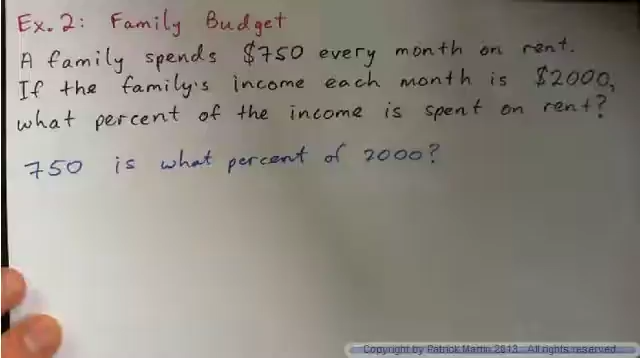 Ex. 2: Family Budget
A family spends $750 every month on rent.
If the family's income each month is $2000,
what percent of the income is spent on rent?
750 is what percent of 2000?
Copyright by Patrick Martin 2013. All rights reserved.